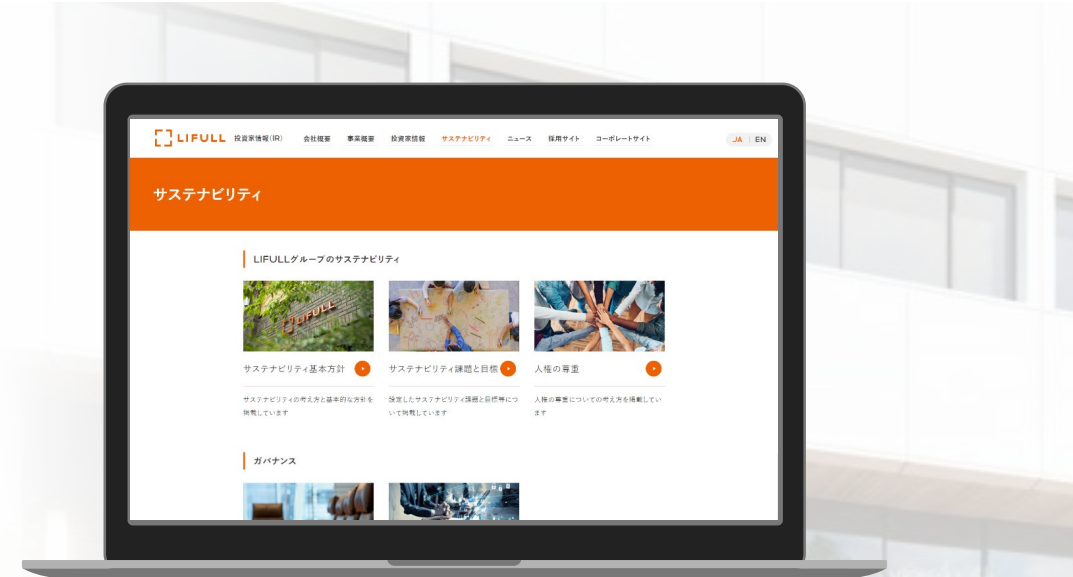 LIFULL 投資家情報(IR) 会社概要 事業概要 投資家情報 サステナビリティ ニュース 採用サイト コーポレートサイト JA EN
サステナビリティ
LIFULLグループのサステナビリティ
LIFULL
サステナビリティ基本方針 サステナビリティ課題と目標 人権の尊重
サステナビリティの考え方と基本的な方針を 設定したサステナビリティ課題と目標等につ 人権の尊重についての考え方を掲載してい
掲載しています いて掲載しています ます
ガバナンス